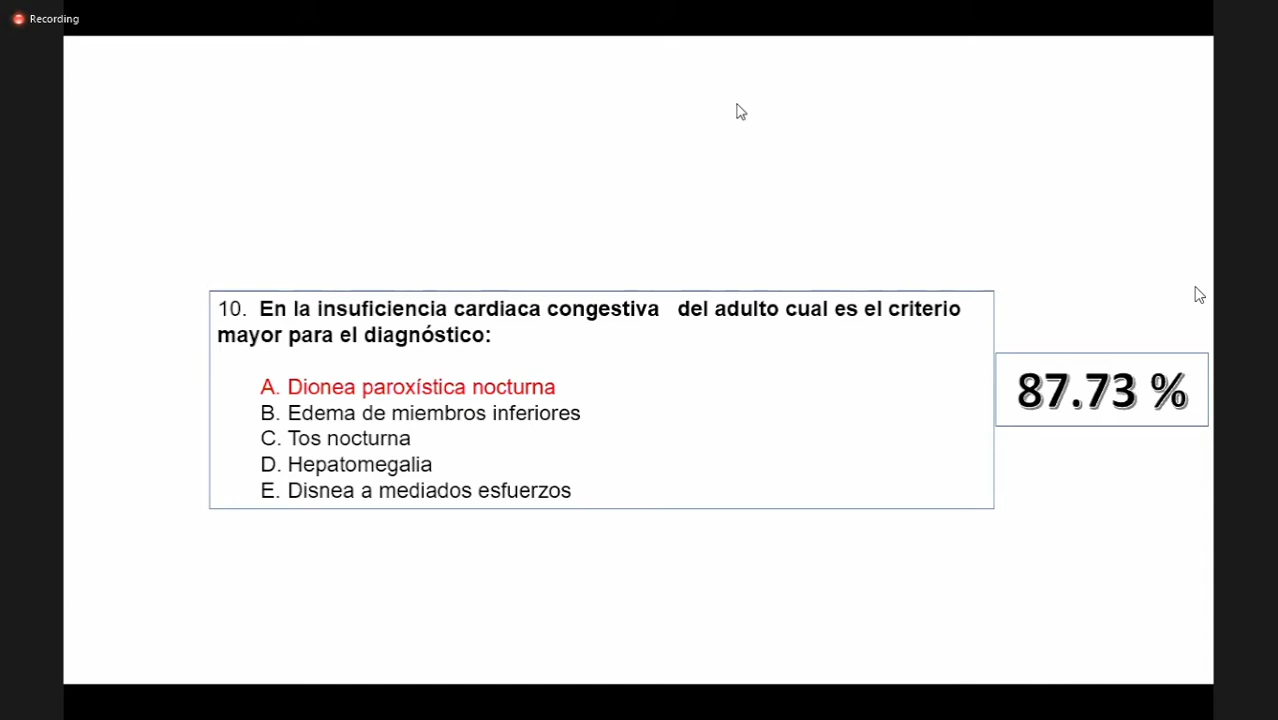 Recording
10. En la insuficiencia cardiaca congestiva del adulto cual es el criterio
mayor para el diagnóstico:
A. Dionea paroxística nocturna
B. Edema de miembros inferiores
C. Tos nocturna
D. Hepatomegalia
E. Disnea a mediados esfuerzos
87.73 %